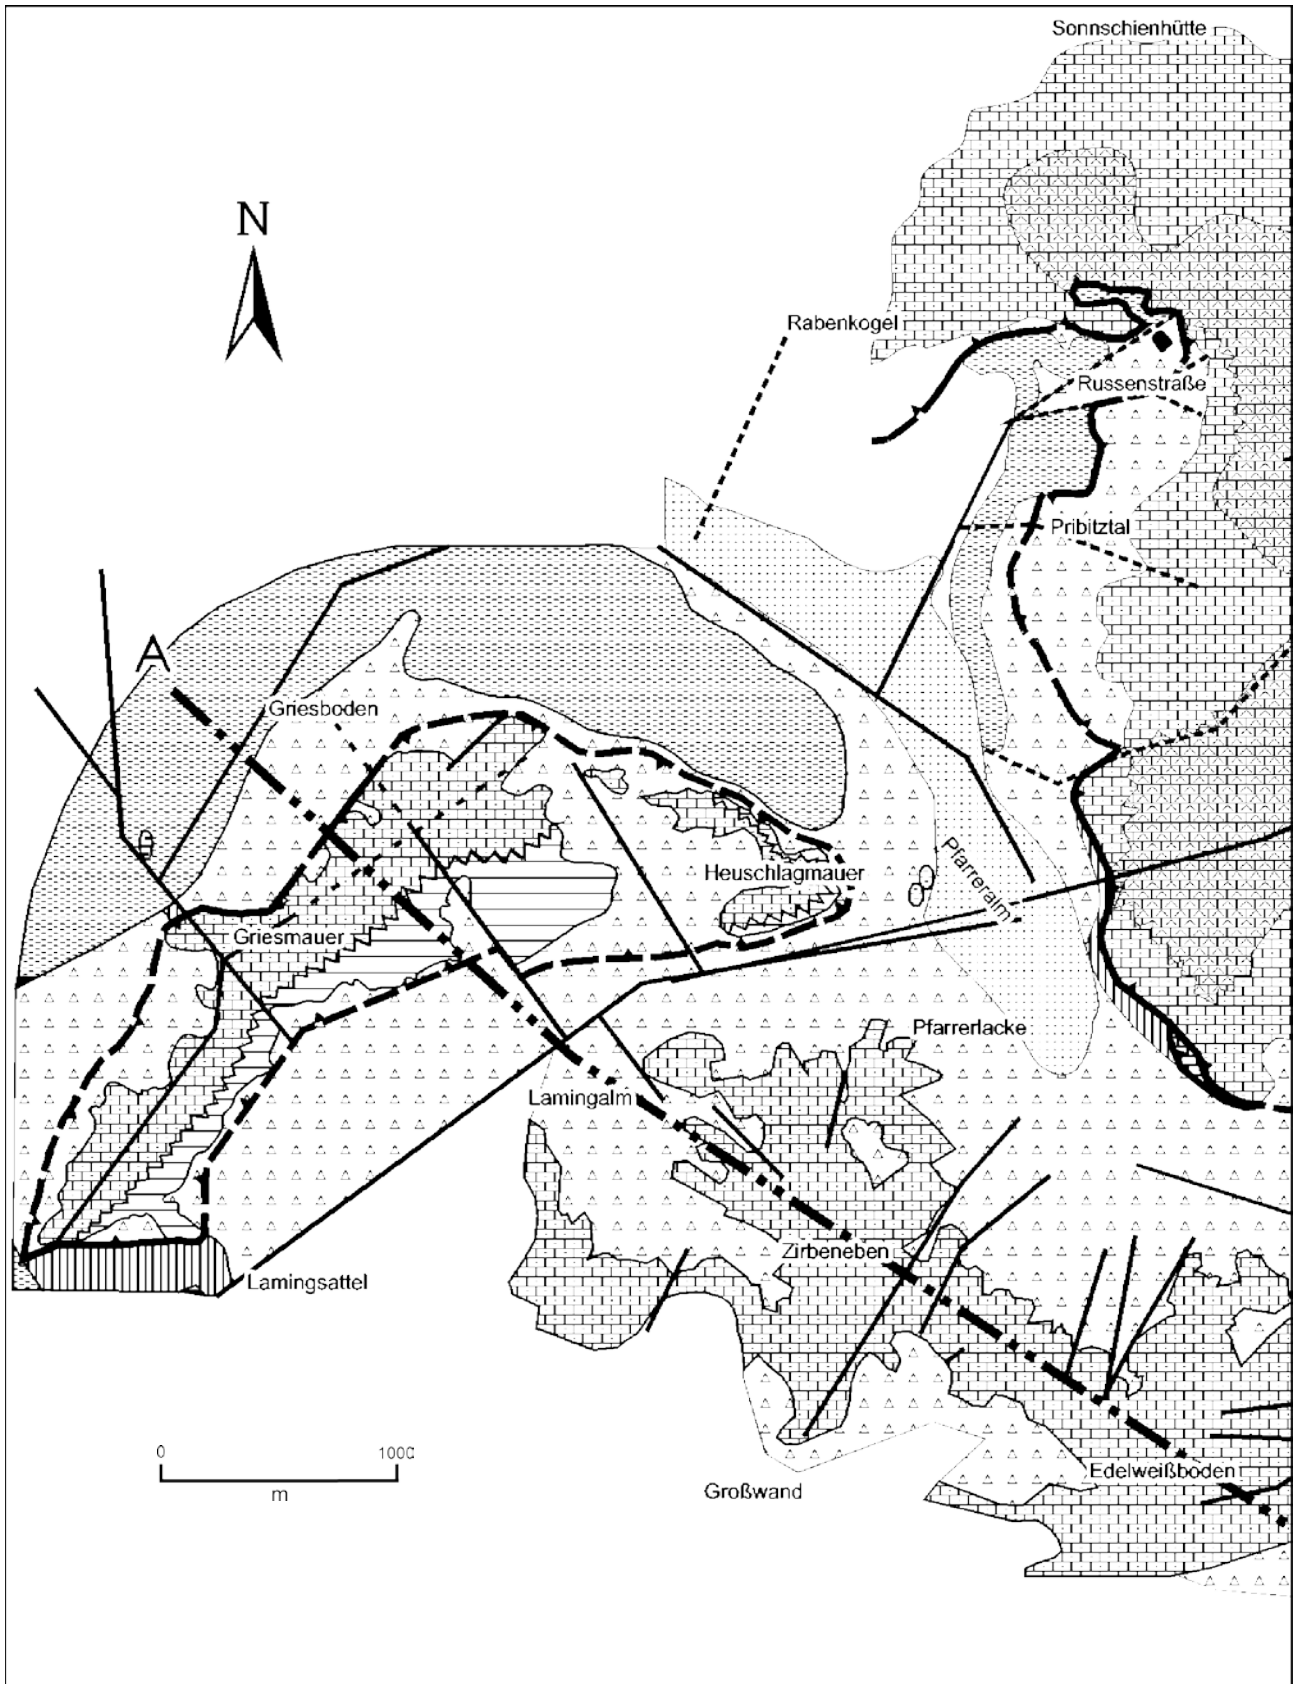 Sonnschienhütte
N
Rabenkogel
Russenstraße
Pribitztal
A
Griesboden
Heuschlagmauer
Pfarreralm
Griesmauer
Pfarrerlacke
Lamingalm
Zirbeneben
Lamingsattel
0 1000
m
Edelweißboden
Großwand